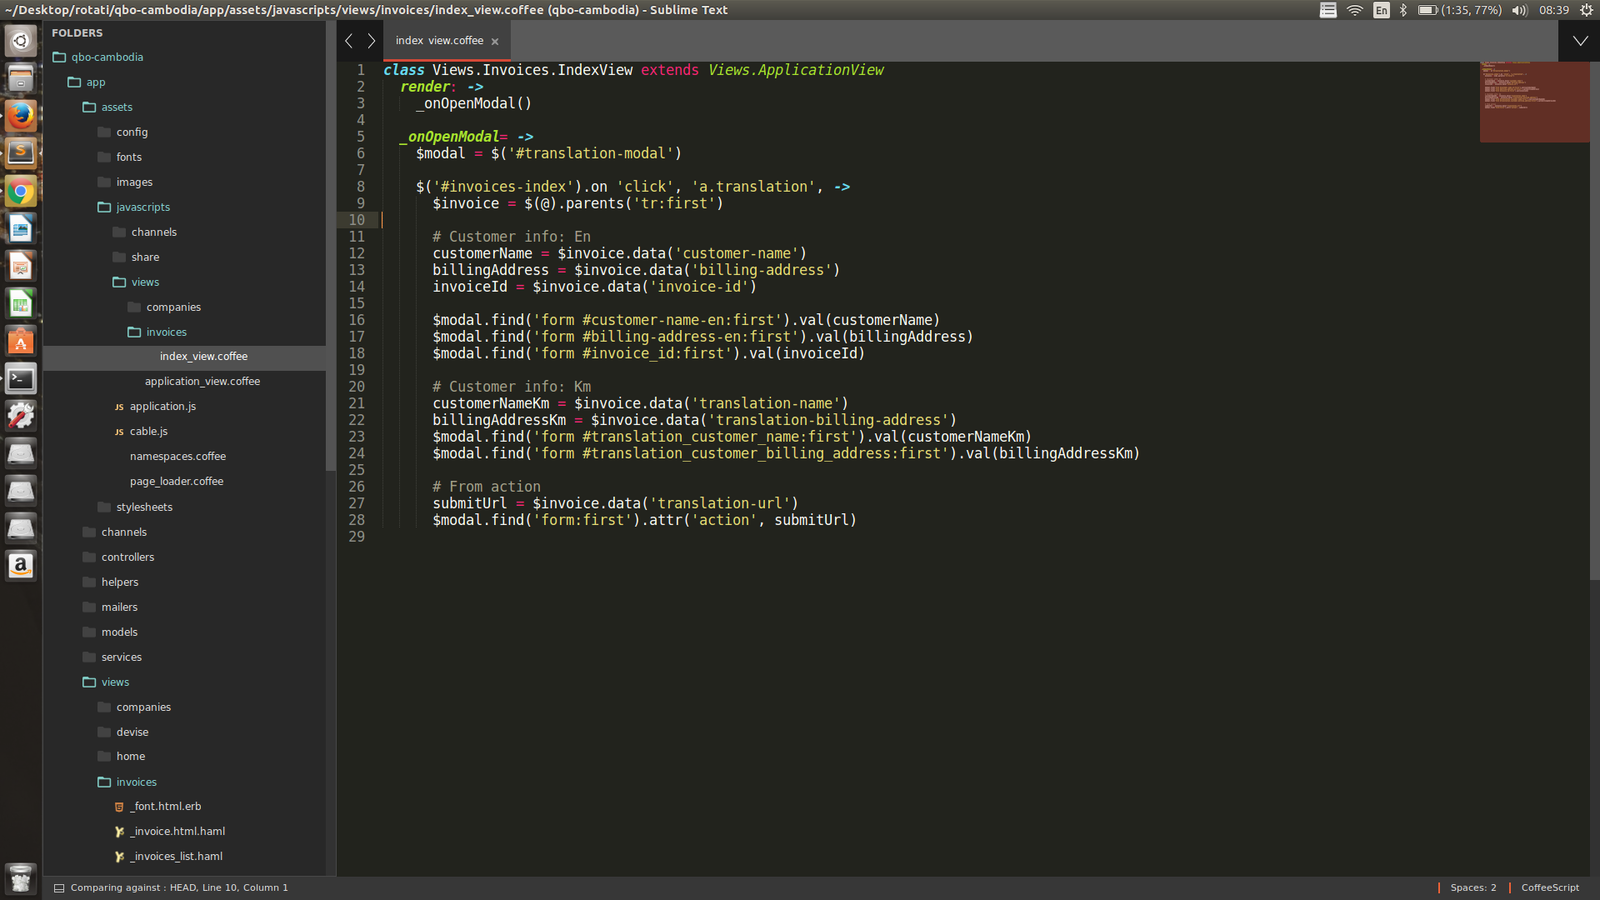 ~/Desktop/rotati/qbo-cambodia/app/assets/javascripts/views/invoices/index_view.coffee (qbo-cambodia) - Sublime Text
En
(1:35, 77%)
08:39
FOLDERS
qbo-cambodia
app
assets
config
fonts
images
javascripts
channels
share
views
companies
invoices
index_view.coffee
application_view.coffee
JS application.js
JS cable.js
namespaces.coffee
page_loader.coffee
stylesheets
channels
controllers
helpers
mailers
models
services
views
companies
devise
home
invoices
_font.html.erb
_invoice.html.haml
_invoices_list.haml
index view.coffee ×
1 class Views.Invoices.IndexView extends Views.ApplicationView
2   render: ->
3     _onOpenModal()
4
5   _onOpenModal= ->
6     $modal = $('#translation-modal')
7
8     $('#invoices-index').on 'click', 'a.translation', ->
9       $invoice = $(@).parents('tr:first')
10
11       # Customer info: En
12       customerName = $invoice.data('customer-name')
13       billingAddress = $invoice.data('billing-address')
14       invoiceId = $invoice.data('invoice-id')
15
16       $modal.find('form #customer-name-en:first').val(customerName)
17       $modal.find('form #billing-address-en:first').val(billingAddress)
18       $modal.find('form #invoice_id:first').val(invoiceId)
19
20       # Customer info: Km
21       customerNameKm = $invoice.data('translation-name')
22       billingAddressKm = $invoice.data('translation-billing-address')
23       $modal.find('form #translation_customer_name:first').val(customerNameKm)
24       $modal.find('form #translation_customer_billing_address:first').val(billingAddressKm)
25
26       # From action
27       submitUrl = $invoice.data('translation-url')
28       $modal.find('form:first').attr('action', submitUrl)
29
Comparing against : HEAD, Line 10, Column 1
Spaces: 2
CoffeeScript